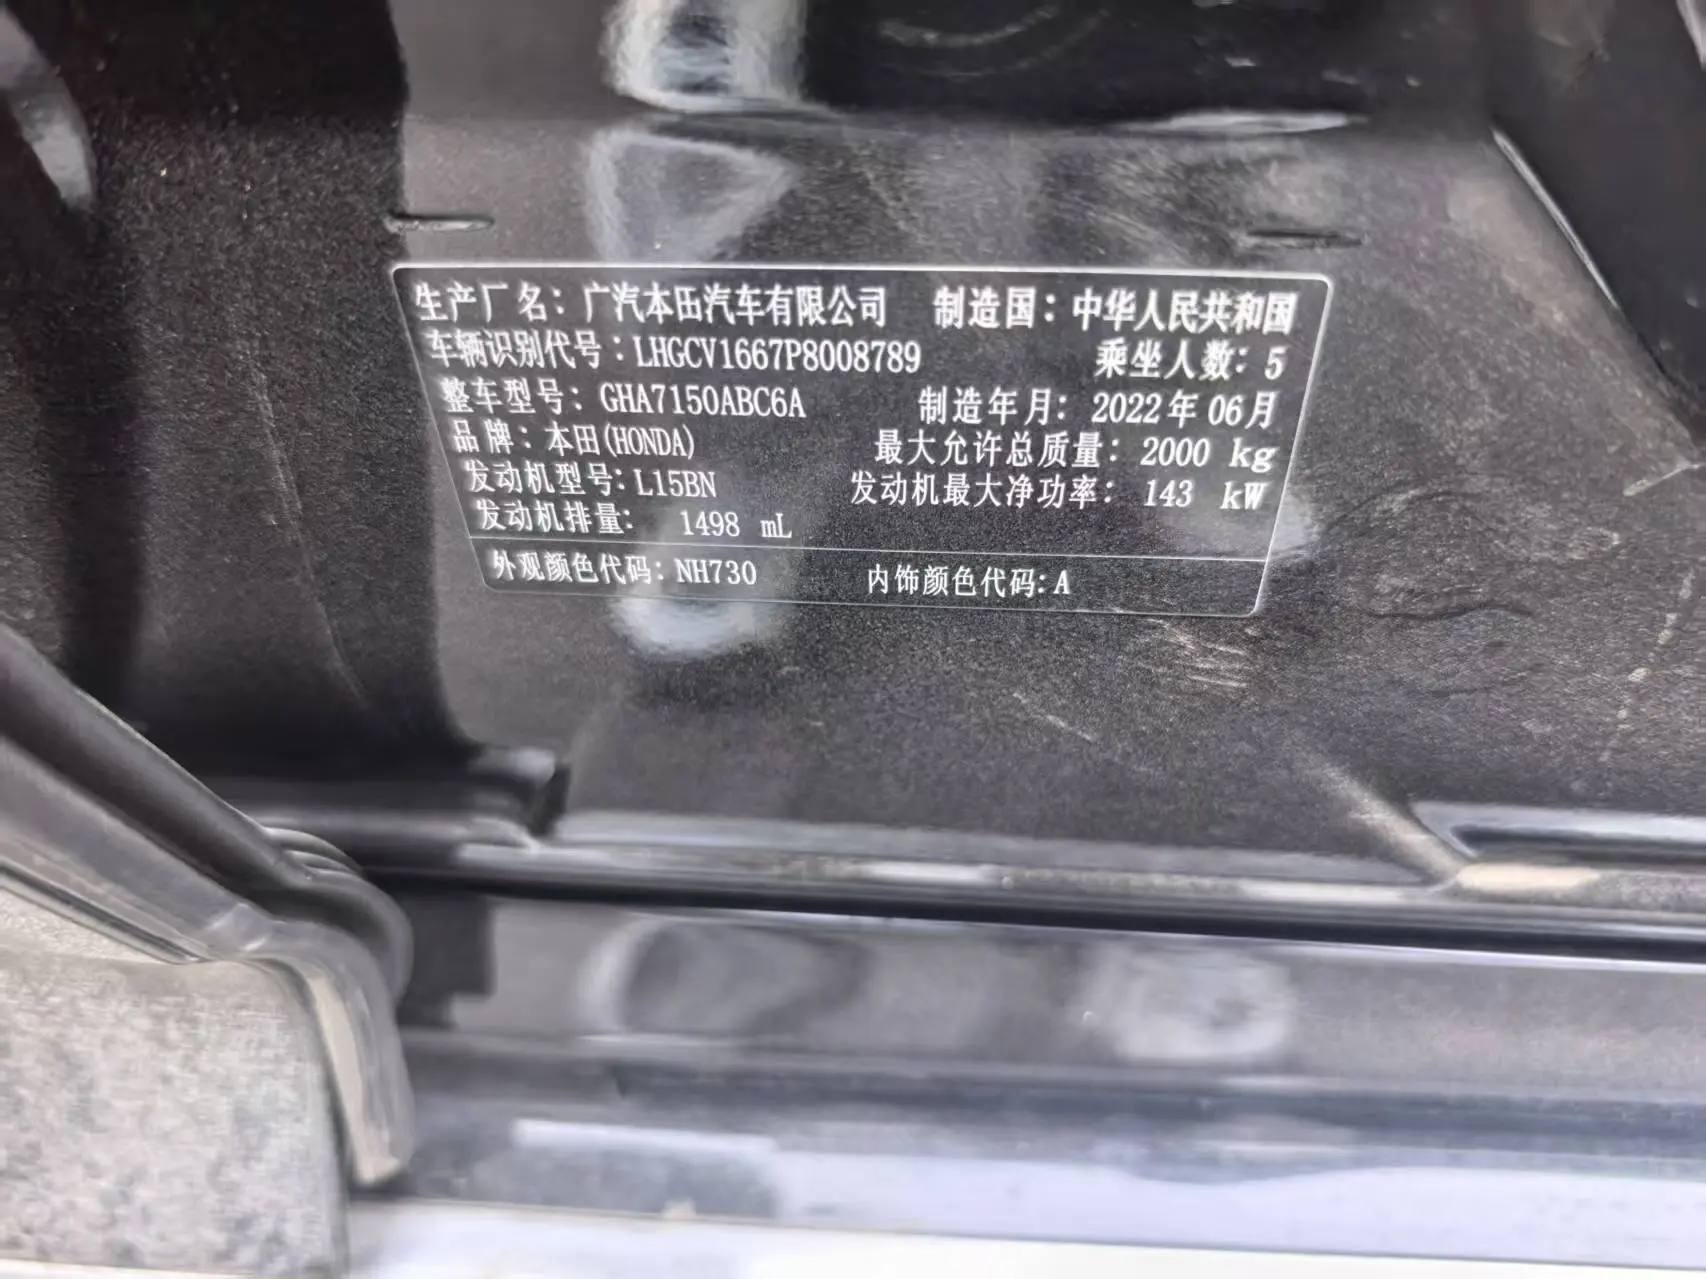 生产厂名：广汽本田汽车有限公司 制造国：中华人民共和国
车辆识别代号：LHGCV1667P8008789 乘坐人数：5
整车型号：GHA7150ABC6A 制造年月：2022年06月
品牌：本田(HONDA) 最大允许总质量：2000 kg
发动机型号：L15BN 发动机最大净功率：143 kW
发动机排量：1498 mL
外观颜色代码：NH730 内饰颜色代码：A